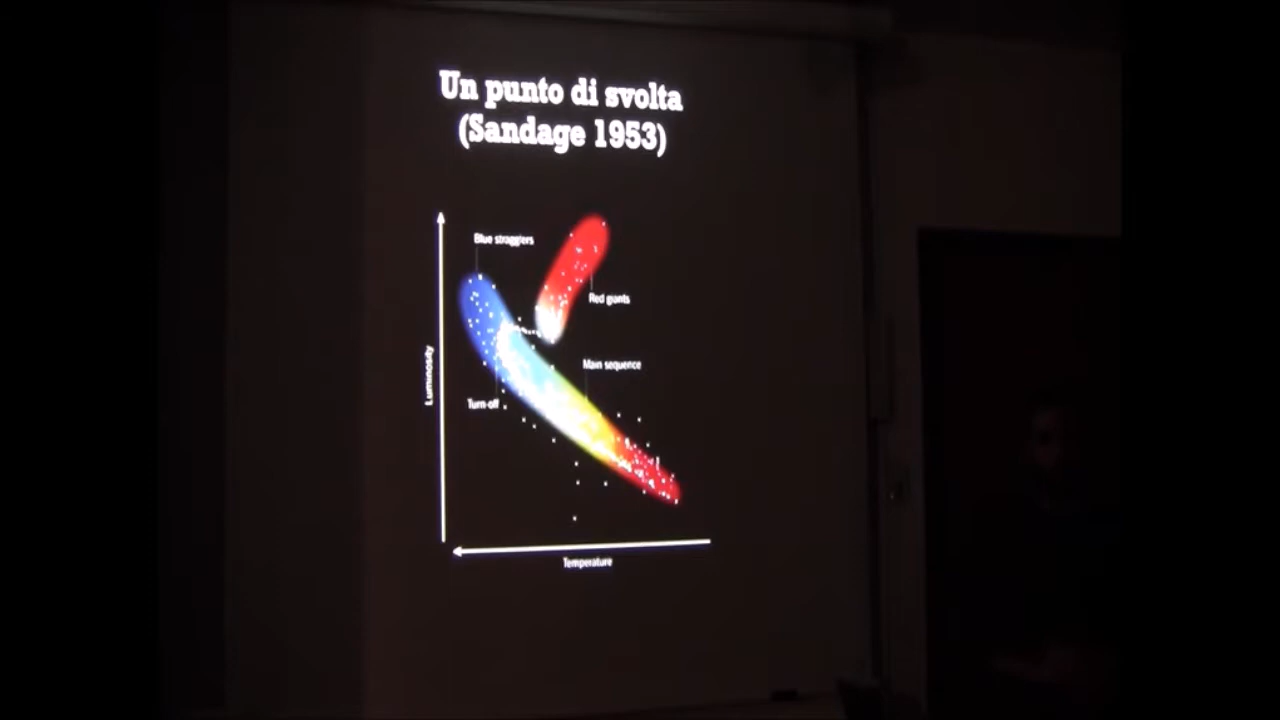 Un punto di svolta
(Sandage 1953)
Blue stragglers
Red giants
Main sequence
Turn-off
Luminosity
Temperature